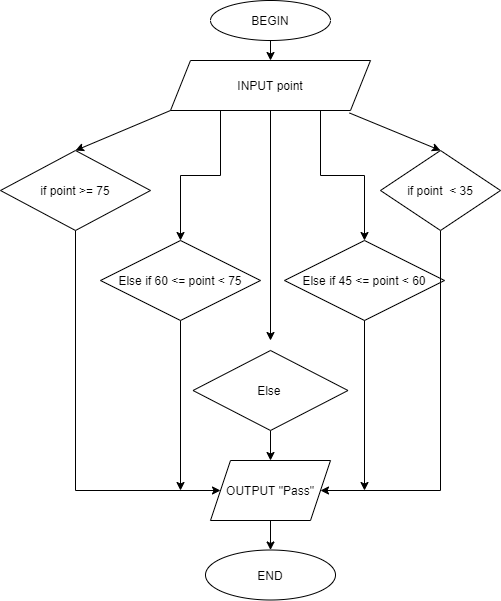 BEGIN
INPUT point
if point >= 75
if point  < 35
Else if 60 <= point < 75
Else if 45 <= point < 60
Else
OUTPUT "Pass"
END